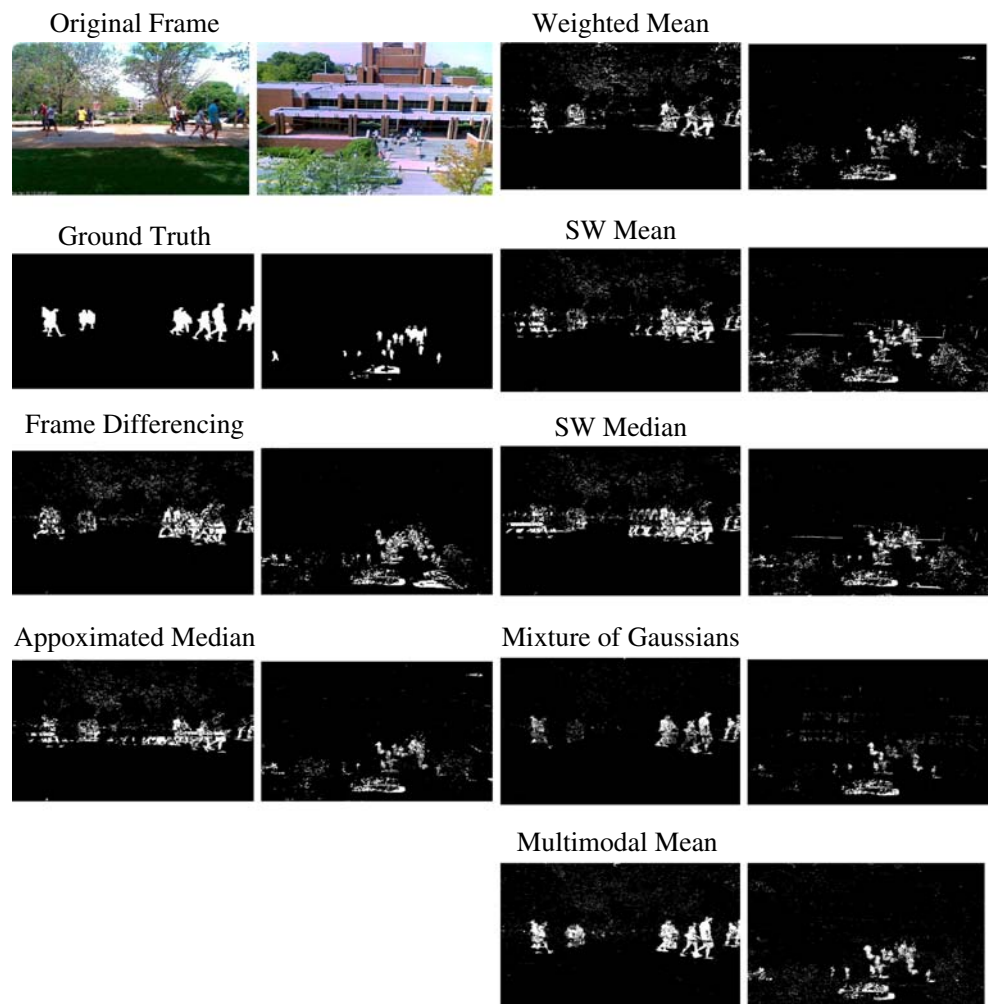 Original Frame
Weighted Mean
Ground Truth
SW Mean
Frame Differencing
SW Median
Appoximated Median
Mixture of Gaussians
Multimodal Mean